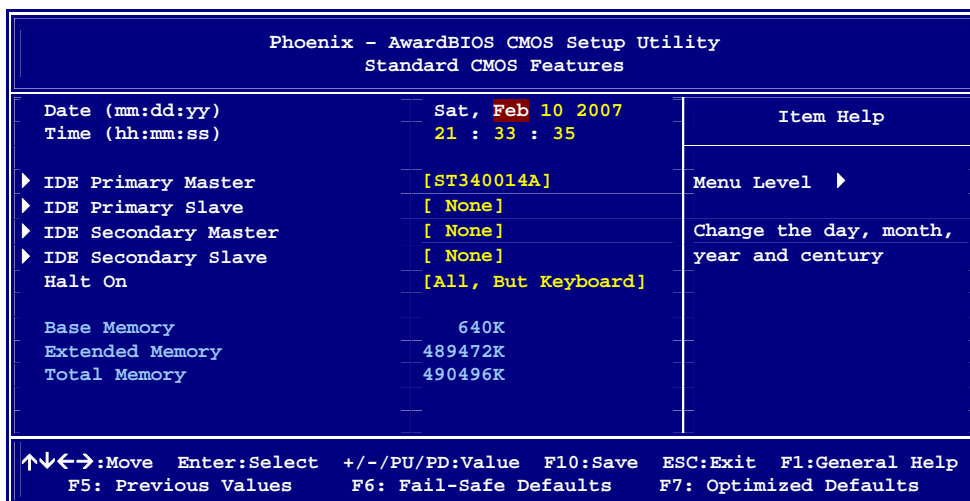 Phoenix – AwardBIOS CMOS Setup Utility
Standard CMOS Features
Date (mm:dd:yy) Sat, Feb 10 2007
Time (hh:mm:ss) 21 : 33 : 35
Item Help
IDE Primary Master [ST340014A]
IDE Primary Slave [ None]
IDE Secondary Master [ None]
IDE Secondary Slave [ None]
Halt On [All, But Keyboard]
Menu Level
Change the day, month,
year and century
Base Memory 640K
Extended Memory 489472K
Total Memory 490496K
↑↓←→:Move Enter:Select +/-/PU/PD:Value F10:Save ESC:Exit F1:General Help
F5: Previous Values F6: Fail-Safe Defaults F7: Optimized Defaults